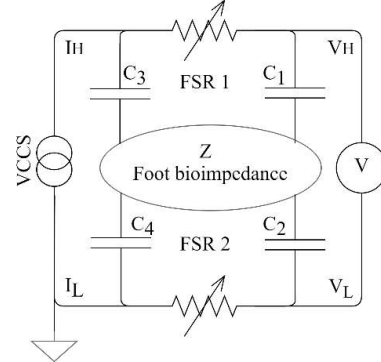 IH
VH
C3
FSR 1
C1
VCCS
Z
Foot bioimpedance
V
C4
FSR 2
C2
IL
VL